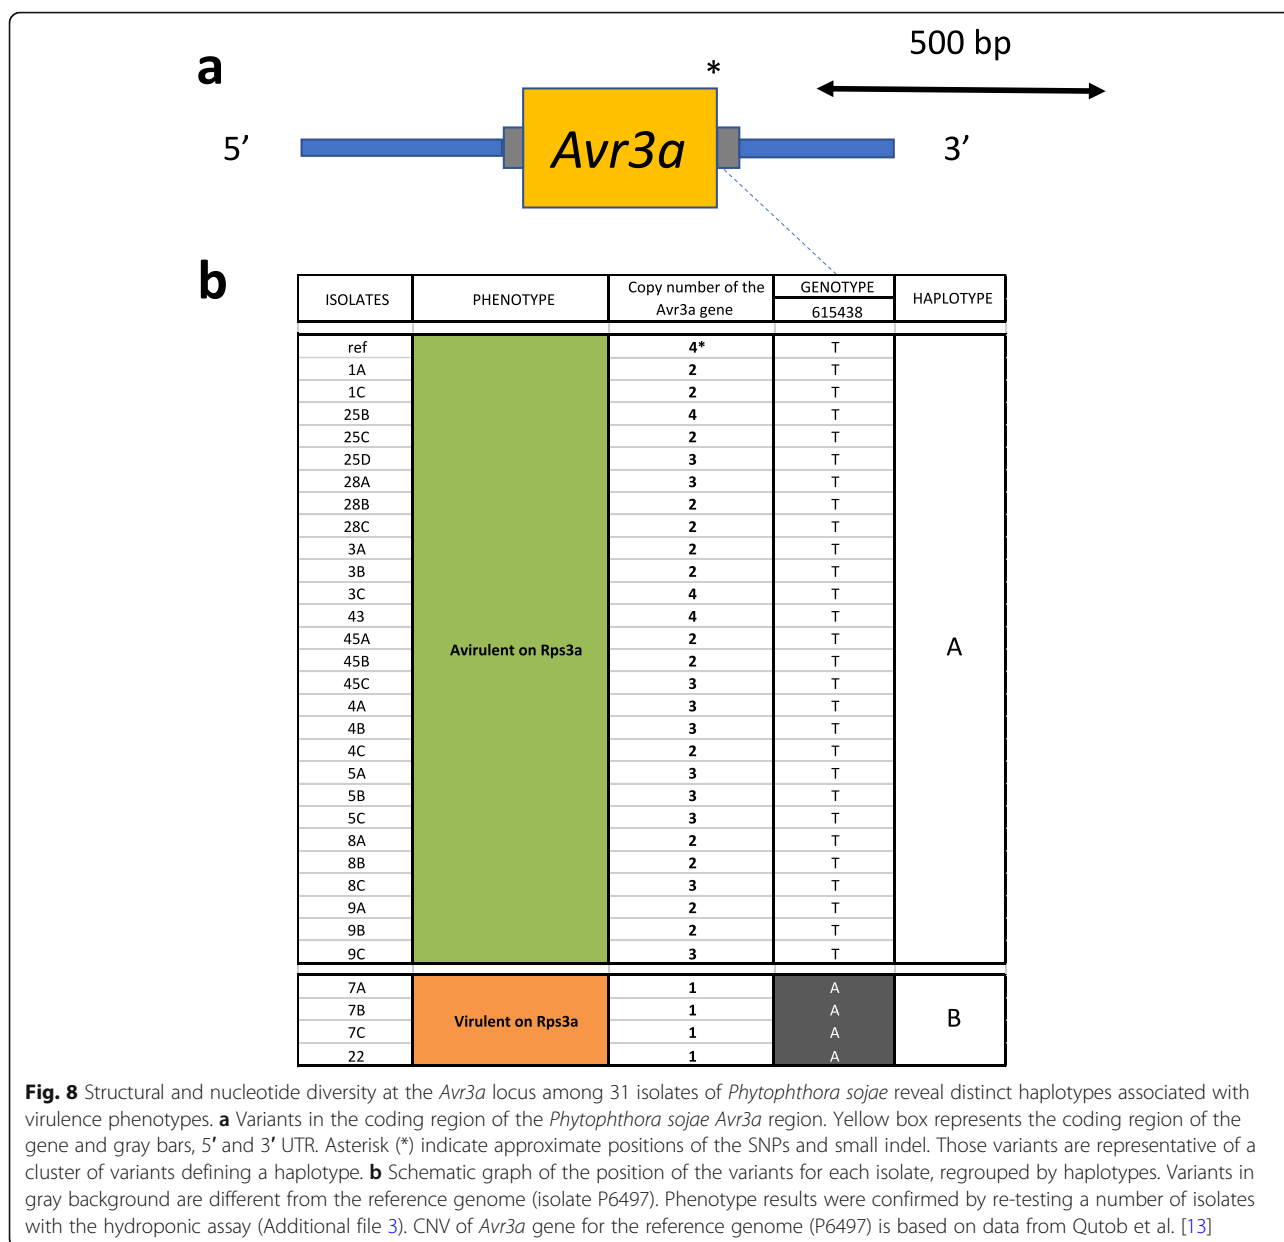 a
*
500 bp
5’
Avr3a
3’
b
ISOLATES PHENOTYPE Copy number of the Avr3a gene GENOTYPE HAPLOTYPE
615438
ref 4* T
1A 2 T
1C 2 T
25B 4 T
25C 2 T
25D 3 T
28A 3 T
28B 2 T
28C 2 T
3A 2 T
3B 2 T
3C 4 T
43 4 T
45A 2 T
45B Avirulent on Rps3a 2 T A
45C 3 T
4A 3 T
4B 3 T
4C 2 T
5A 3 T
5B 3 T
5C 3 T
8A 2 T
8B 2 T
8C 3 T
9A 2 T
9B 2 T
9C 3 T
7A 1 A
7B Virulent on Rps3a 1 A B
7C 1 A
22 1 A
Fig. 8 Structural and nucleotide diversity at the Avr3a locus among 31 isolates of Phytophthora sojae reveal distinct haplotypes associated with
virulence phenotypes. a Variants in the coding region of the Phytophthora sojae Avr3a region. Yellow box represents the coding region of the
gene and gray bars, 5′ and 3′ UTR. Asterisk (*) indicate approximate positions of the SNPs and small indel. Those variants are representative of a
cluster of variants defining a haplotype. b Schematic graph of the position of the variants for each isolate, regrouped by haplotypes. Variants in
gray background are different from the reference genome (isolate P6497). Phenotype results were confirmed by re-testing a number of isolates
with the hydroponic assay (Additional file 3). CNV of Avr3a gene for the reference genome (P6497) is based on data from Qutob et al. [13]